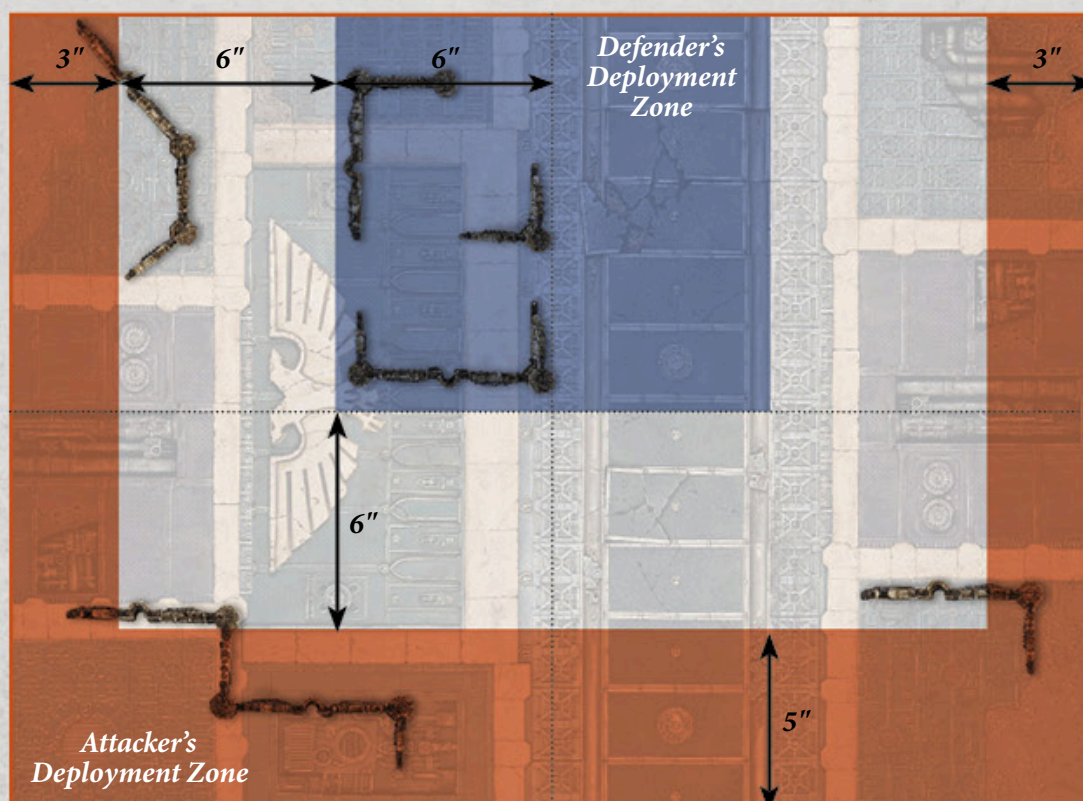 3"
6"
6"
Defender's
Deployment
Zone
3"
6"
5"
Attacker's
Deployment Zone